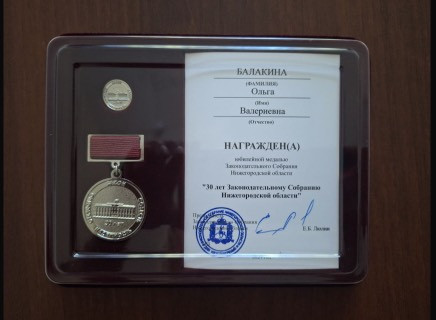 БАЛАКИНА
(ФАМИЛИЯ)
Ольга
(Имя)
Валериевна
(Отчество)
НАГРАЖДЕН(А)
юбилейной медалью
Законодательного Собрания
Нижегородской области
"30 лет Законодательному Собранию
Нижегородской области"
Е.Б. Люлин